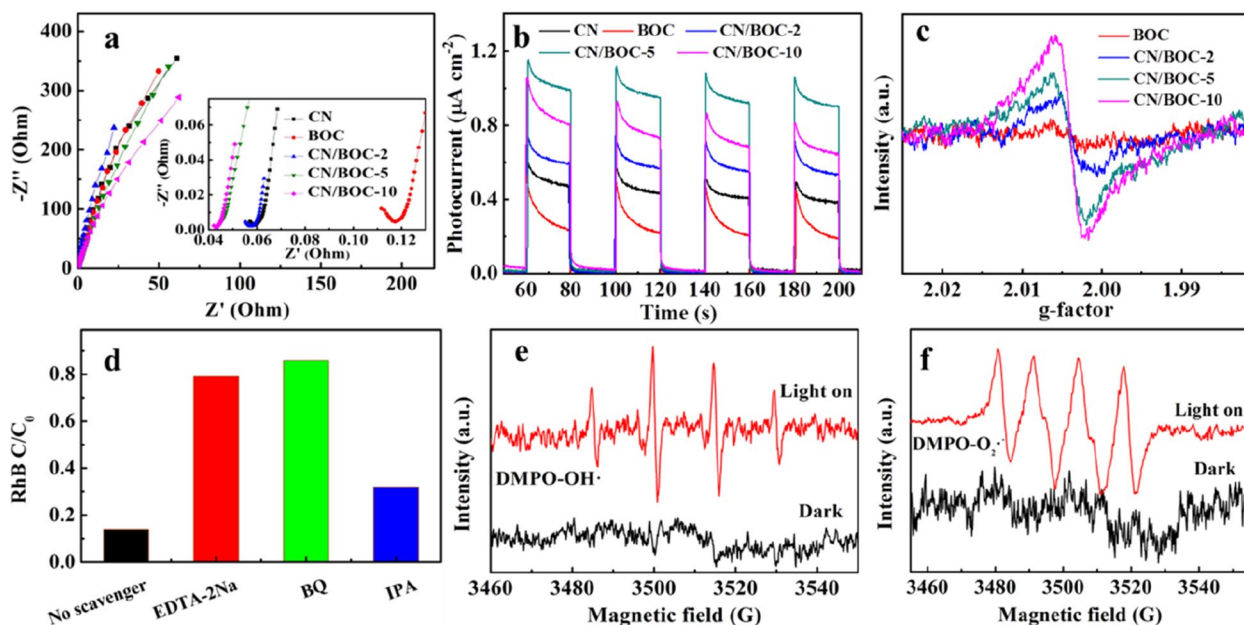 a
-Z'' (Ohm)
400
300
200
100
0
0 50 100 150 200
Z' (Ohm)
CN
BOC
CN/BOC-2
CN/BOC-5
CN/BOC-10
-Z'' (Ohm)
0.06
0.04
0.02
0.00
0.04 0.06 0.08 0.10 0.12
Z' (Ohm)
b
CN BOC CN/BOC-2
CN/BOC-5 CN/BOC-10
Photocurrent (μA cm⁻²)
1.2
0.8
0.4
0.0
60 80 100 120 140 160 180 200
Time (s)
c
BOC
CN/BOC-2
CN/BOC-5
CN/BOC-10
Intensity (a.u.)
2.02 2.01 2.00 1.99
g-factor
d
RhB C/C₀
0.8
0.6
0.4
0.2
0.0
No scavenger EDTA-2Na BQ IPA
e
Light on
DMPO-OH·
Dark
Intensity (a.u.)
3460 3480 3500 3520 3540
Magnetic field (G)
f
Light on
DMPO-O₂·⁻
Dark
Intensity (a.u.)
3460 3480 3500 3520 3540
Magnetic field (G)